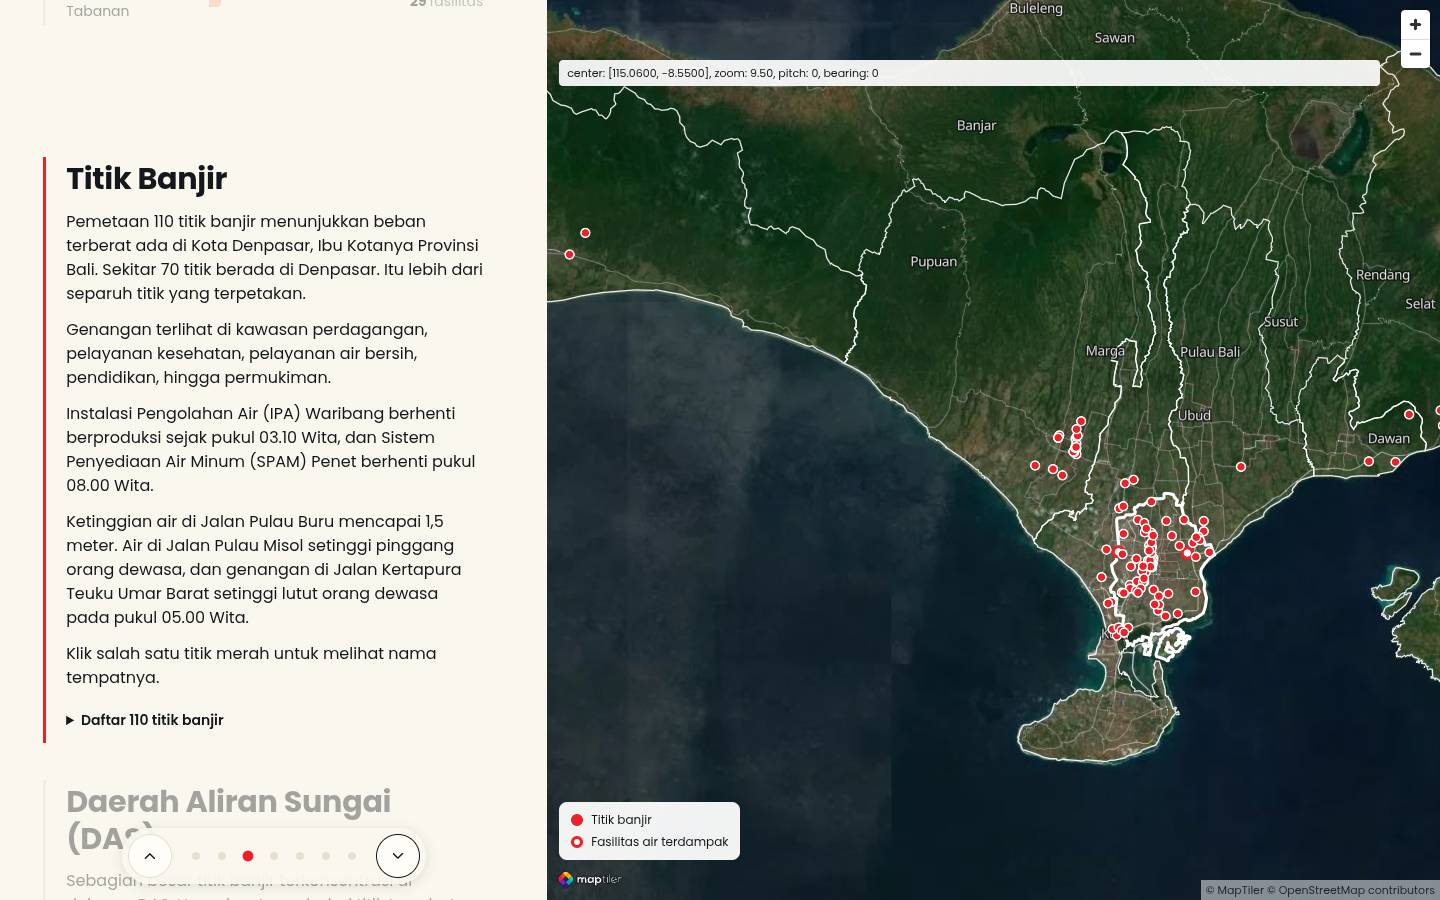 Tabanan
29 fasilitas
Titik Banjir
Pemetaan 110 titik banjir menunjukkan beban
terberat ada di Kota Denpasar, Ibu Kotanya Provinsi
Bali. Sekitar 70 titik berada di Denpasar. Itu lebih dari
separuh titik yang terpetakan.
Genangan terlihat di kawasan perdagangan,
pelayanan kesehatan, pelayanan air bersih,
pendidikan, hingga permukiman.
Instalasi Pengolahan Air (IPA) Waribang berhenti
berproduksi sejak pukul 03.10 Wita, dan Sistem
Penyediaan Air Minum (SPAM) Penet berhenti pukul
08.00 Wita.
Ketinggian air di Jalan Pulau Buru mencapai 1,5
meter. Air di Jalan Pulau Misol setinggi pinggang
orang dewasa, dan genangan di Jalan Kertapura
Teuku Umar Barat setinggi lutut orang dewasa
pada pukul 05.00 Wita.
Klik salah satu titik merah untuk melihat nama
tempatnya.
Daftar 110 titik banjir
Daerah Aliran Sungai
(DAS)
Sebagian besar titik banjir terkonsentrasi di
Buleleng
Sawan
center: [115.0600, -8.5500], zoom: 9.50, pitch: 0, bearing: 0
Banjar
Pupuan
Rendang
Selat
Susut
Marga
Pulau Bali
Ubud
Dawan
Titik banjir
Fasilitas air terdampak
maptiler
© MapTiler © OpenStreetMap contributors